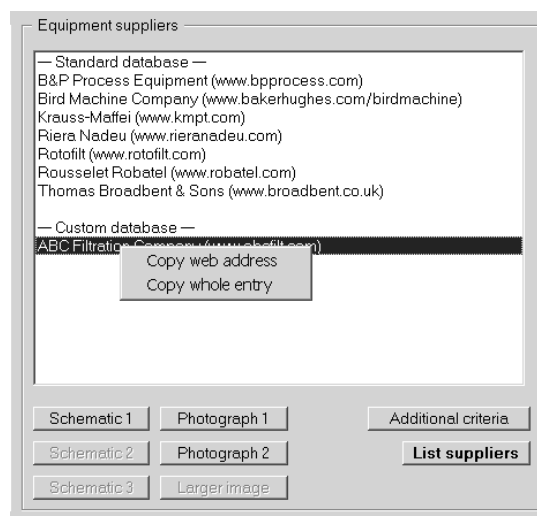 Equipment suppliers
— Standard database —
B&P Process Equipment (www.bpprocess.com)
Bird Machine Company (www.bakerhughes.com/birdmachine)
Krauss-Maffei (www.kmpt.com)
Riera Nadeu (www.rieranadeu.com)
Rotofilt (www.rotofilt.com)
Rousselet Robatel (www.robatel.com)
Thomas Broadbent & Sons (www.broadbent.co.uk)
— Custom database —
ABC Filtration Company (www.abcfilt.com)
Copy web address
Copy whole entry
Schematic 1 Photograph 1 Additional criteria
Schematic 2 Photograph 2 List suppliers
Schematic 3 Larger image